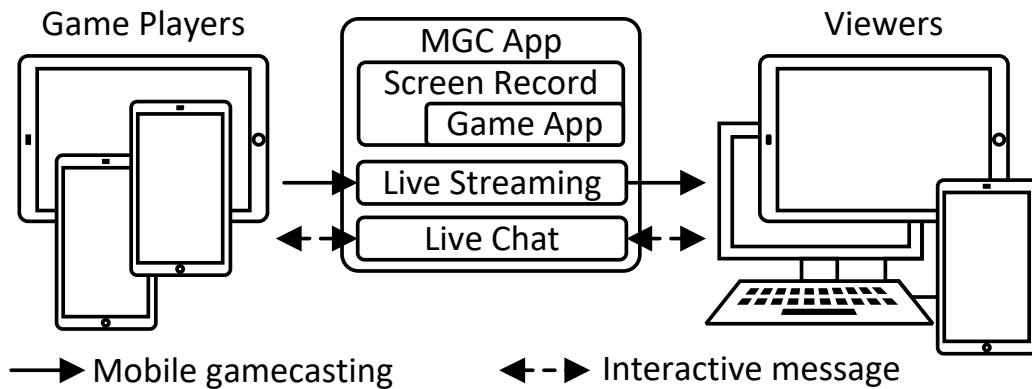 Game Players
MGC App
Viewers
Screen Record
Game App
Live Streaming
Live Chat
Mobile gamecasting
Interactive message